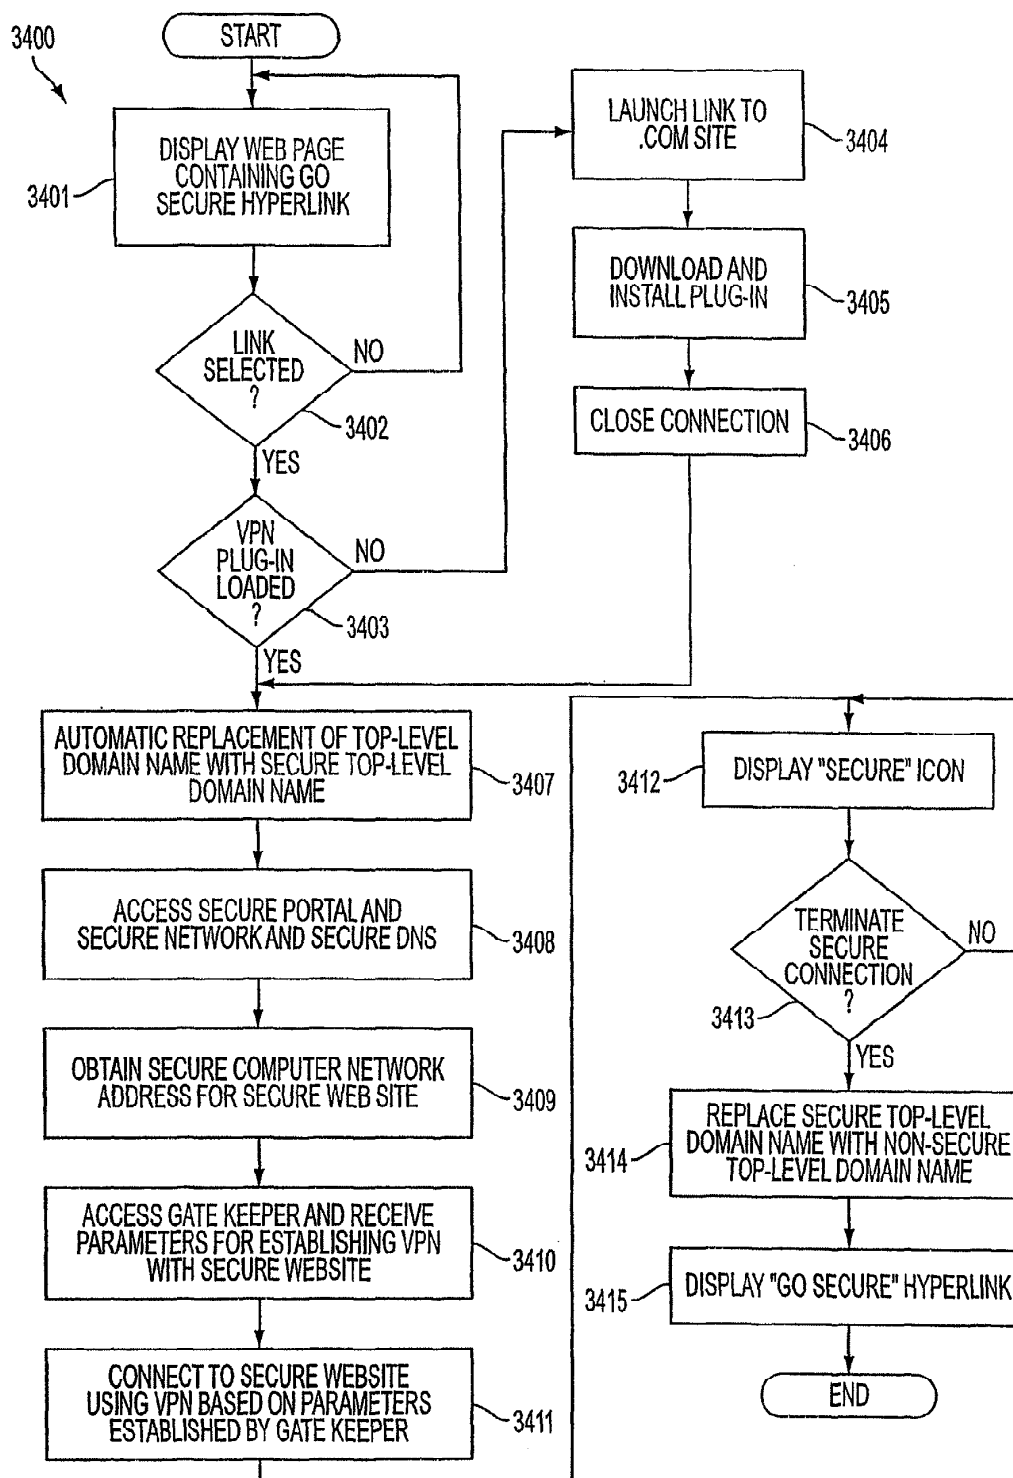 3400
START
DISPLAY WEB PAGE
CONTAINING GO
SECURE HYPERLINK
3401
LINK
SELECTED
?
NO
3402
YES
VPN
PLUG-IN
LOADED
?
NO
3403
YES
LAUNCH LINK TO
.COM SITE
3404
DOWNLOAD AND
INSTALL PLUG-IN
3405
CLOSE CONNECTION
3406
AUTOMATIC REPLACEMENT OF TOP-LEVEL
DOMAIN NAME WITH SECURE TOP-LEVEL
DOMAIN NAME
3407
ACCESS SECURE PORTAL AND
SECURE NETWORK AND SECURE DNS
3408
OBTAIN SECURE COMPUTER NETWORK
ADDRESS FOR SECURE WEB SITE
3409
ACCESS GATE KEEPER AND RECEIVE
PARAMETERS FOR ESTABLISHING VPN
WITH SECURE WEBSITE
3410
CONNECT TO SECURE WEBSITE
USING VPN BASED ON PARAMETERS
ESTABLISHED BY GATE KEEPER
3411
DISPLAY "SECURE" ICON
3412
TERMINATE
SECURE
CONNECTION
?
NO
3413
YES
REPLACE SECURE TOP-LEVEL
DOMAIN NAME WITH NON-SECURE
TOP-LEVEL DOMAIN NAME
3414
DISPLAY "GO SECURE" HYPERLINK
3415
END